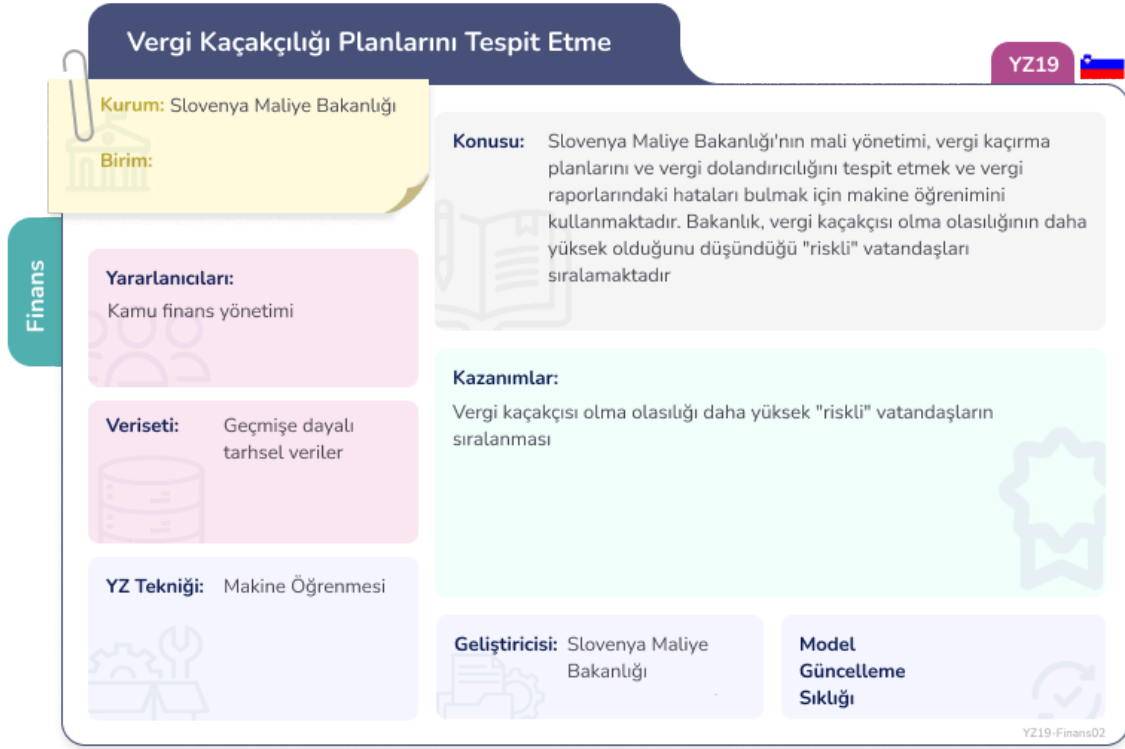 Vergi Kaçakçılığı Planlarını Tespit Etme
YZ19
Kurum: Slovenya Maliye Bakanlığı
Birim:
Finans
Konusu: Slovenya Maliye Bakanlığı'nın mali yönetimi, vergi kaçırma
planlarını ve vergi dolandırıcılığını tespit etmek ve vergi
raporlarındaki hataları bulmak için makine öğrenimini
kullanmaktadır. Bakanlık, vergi kaçakçısı olma olasılığının daha
yüksek olduğunu düşündüğü "riskli" vatandaşları
sıralamaktadır
Yararlanıcıları:
Kamu finans yönetimi
Veriseti: Geçmişe dayalı
tarhsel veriler
Kazanımlar:
Vergi kaçakçısı olma olasılığı daha yüksek "riskli" vatandaşların
sıralanması
YZ Tekniği: Makine Öğrenmesi
Geliştiricisi: Slovenya Maliye
Bakanlığı
Model
Güncelleme
Sıklığı
YZ19-Finans02